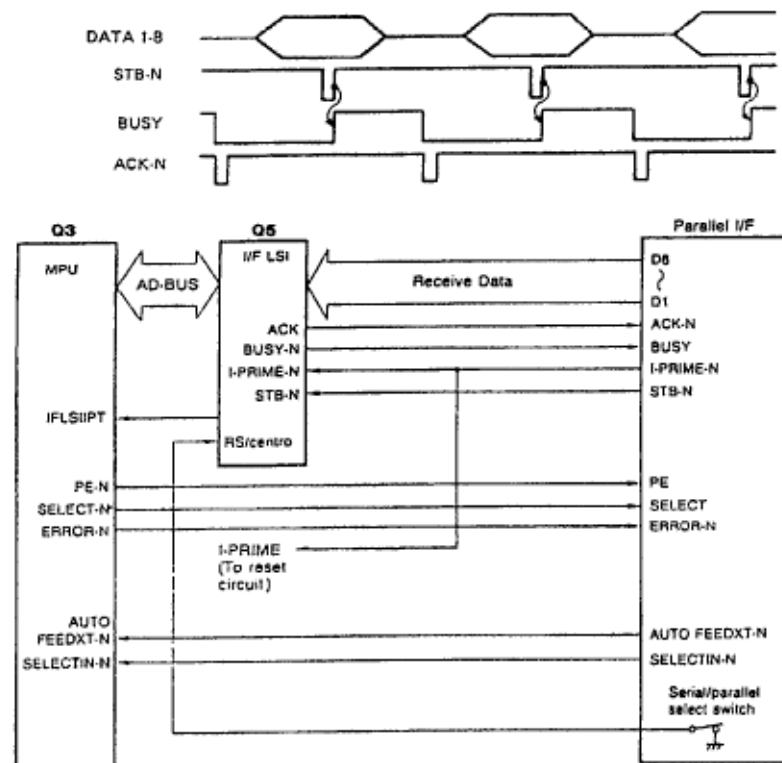 DATA 1-8
STB-N
BUSY
ACK-N
Q3
Q5
Parallel I/F
MPU
AD-BUS
I/F LSI
Receive Data
D8
D1
ACK
ACK-N
BUSY-N
BUSY
I-PRIME-N
I-PRIME-N
STB-N
STB-N
IFLSIIPT
RS/centro
PE-N
PE
SELECT-N
SELECT
ERROR-N
ERROR-N
I-PRIME
(To reset
circuit)
AUTO
FEEDXT-N
AUTO FEEDXT-N
SELECTIN-N
SELECTIN-N
Serial/parallel
select switch